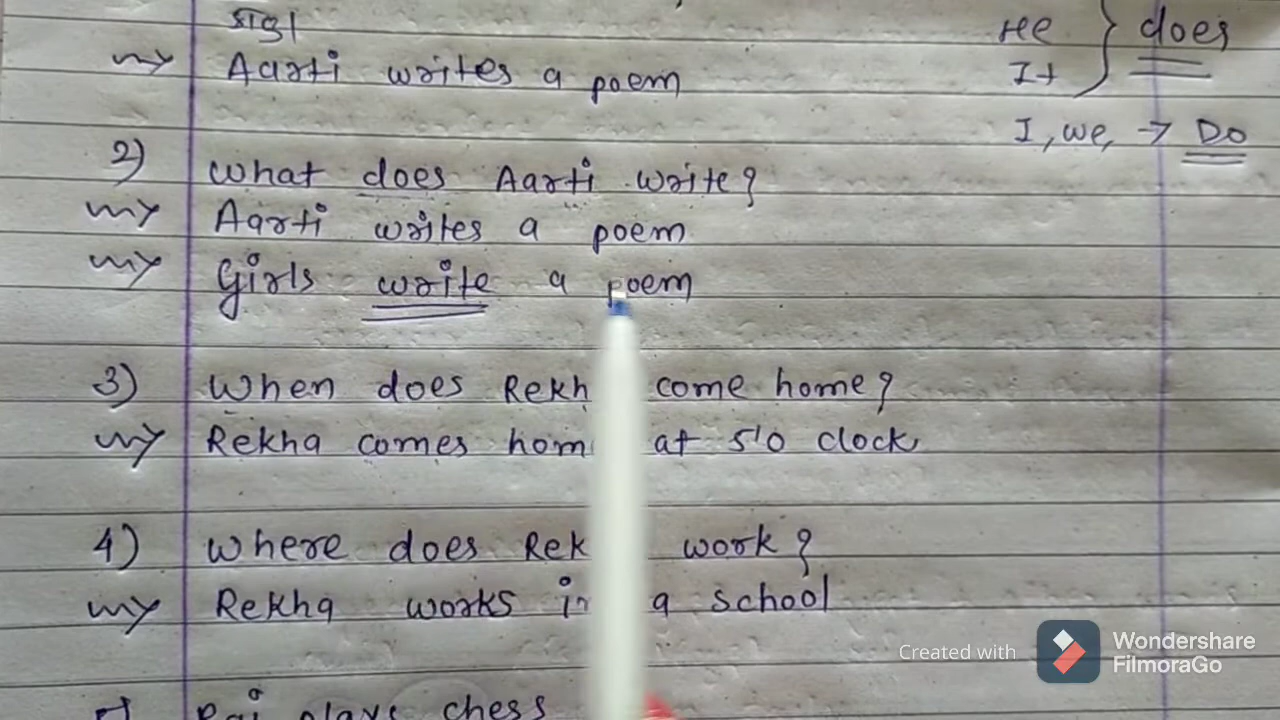 He } does
Aarti writes a poem
It
I, we, → Do
2) What does Aarti write?
Aarti writes a poem
Girls write a poem
3) When does Rekh come home?
Rekha comes hom at 5'o clock
4) Where does Rek work?
Rekha works in a school
plays chess
Created with Wondershare FilmoraGo